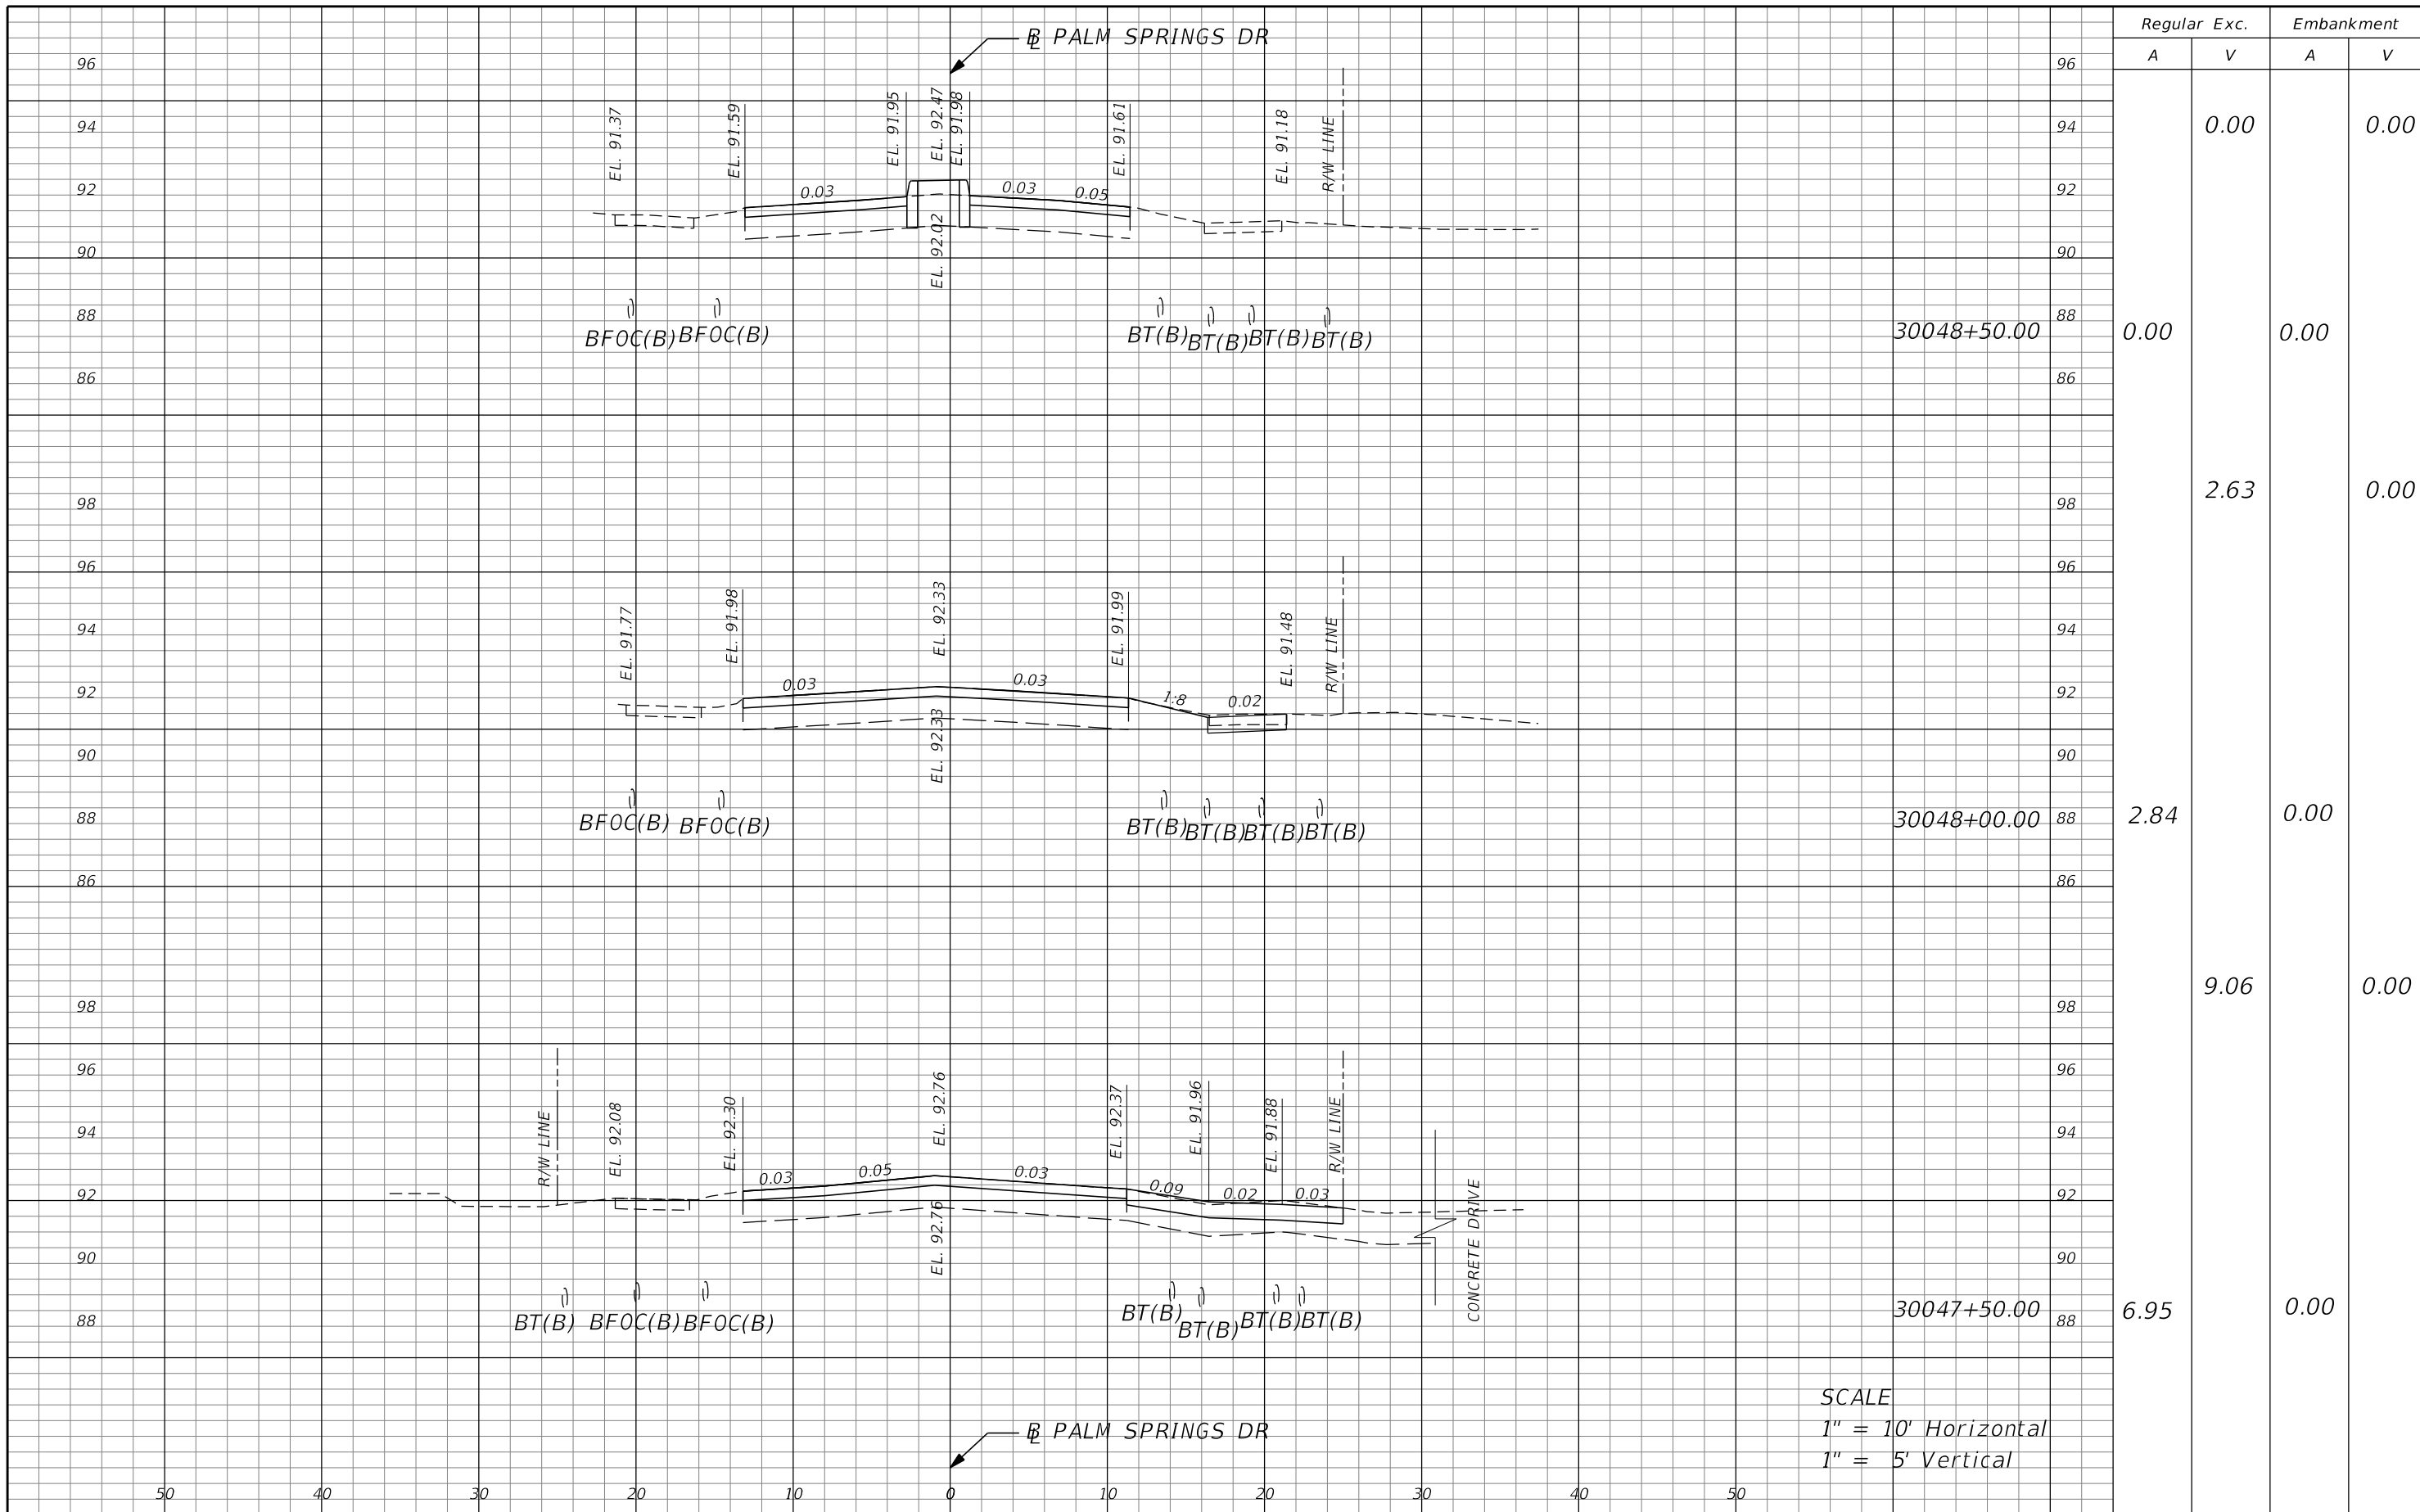 Regular Exc. Embankment
A V A V
℄ PALM SPRINGS DR
96 96
EL. 91.37 EL. 91.59 EL. 91.95 EL. 92.47 EL. 91.98 EL. 91.61 EL. 91.18 R/W LINE
94 94 0.00 0.00
92 0.03 0.03 0.05 92
EL. 92.02
90 90
88 88
BFOC(B) BFOC(B) BT(B) BT(B) BT(B) BT(B) 30048+50.00 0.00 0.00
86 86
98 98 2.63 0.00
96 96
EL. 91.77 EL. 91.98 EL. 92.33 EL. 91.99 EL. 91.48 R/W LINE
94 94
92 0.03 0.03 1:8 0.02 92
EL. 92.33
90 90
88 88
BFOC(B) BFOC(B) BT(B) BT(B) BT(B) BT(B) 30048+00.00 2.84 0.00
86 86
98 98 9.06 0.00
96 96
R/W LINE EL. 92.08 EL. 92.30 EL. 92.76 EL. 92.37 EL. 91.96 EL. 91.88 R/W LINE
94 94
92 0.03 0.05 0.03 0.09 0.02 0.03 92
EL. 92.76 CONCRETE DRIVE
90 90
88 88
BT(B) BFOC(B) BFOC(B) BT(B) BT(B) BT(B) BT(B) 30047+50.00 6.95 0.00
SCALE
1" = 10' Horizontal
1" = 5' Vertical
℄ PALM SPRINGS DR
50 40 30 20 10 0 10 20 30 40 50